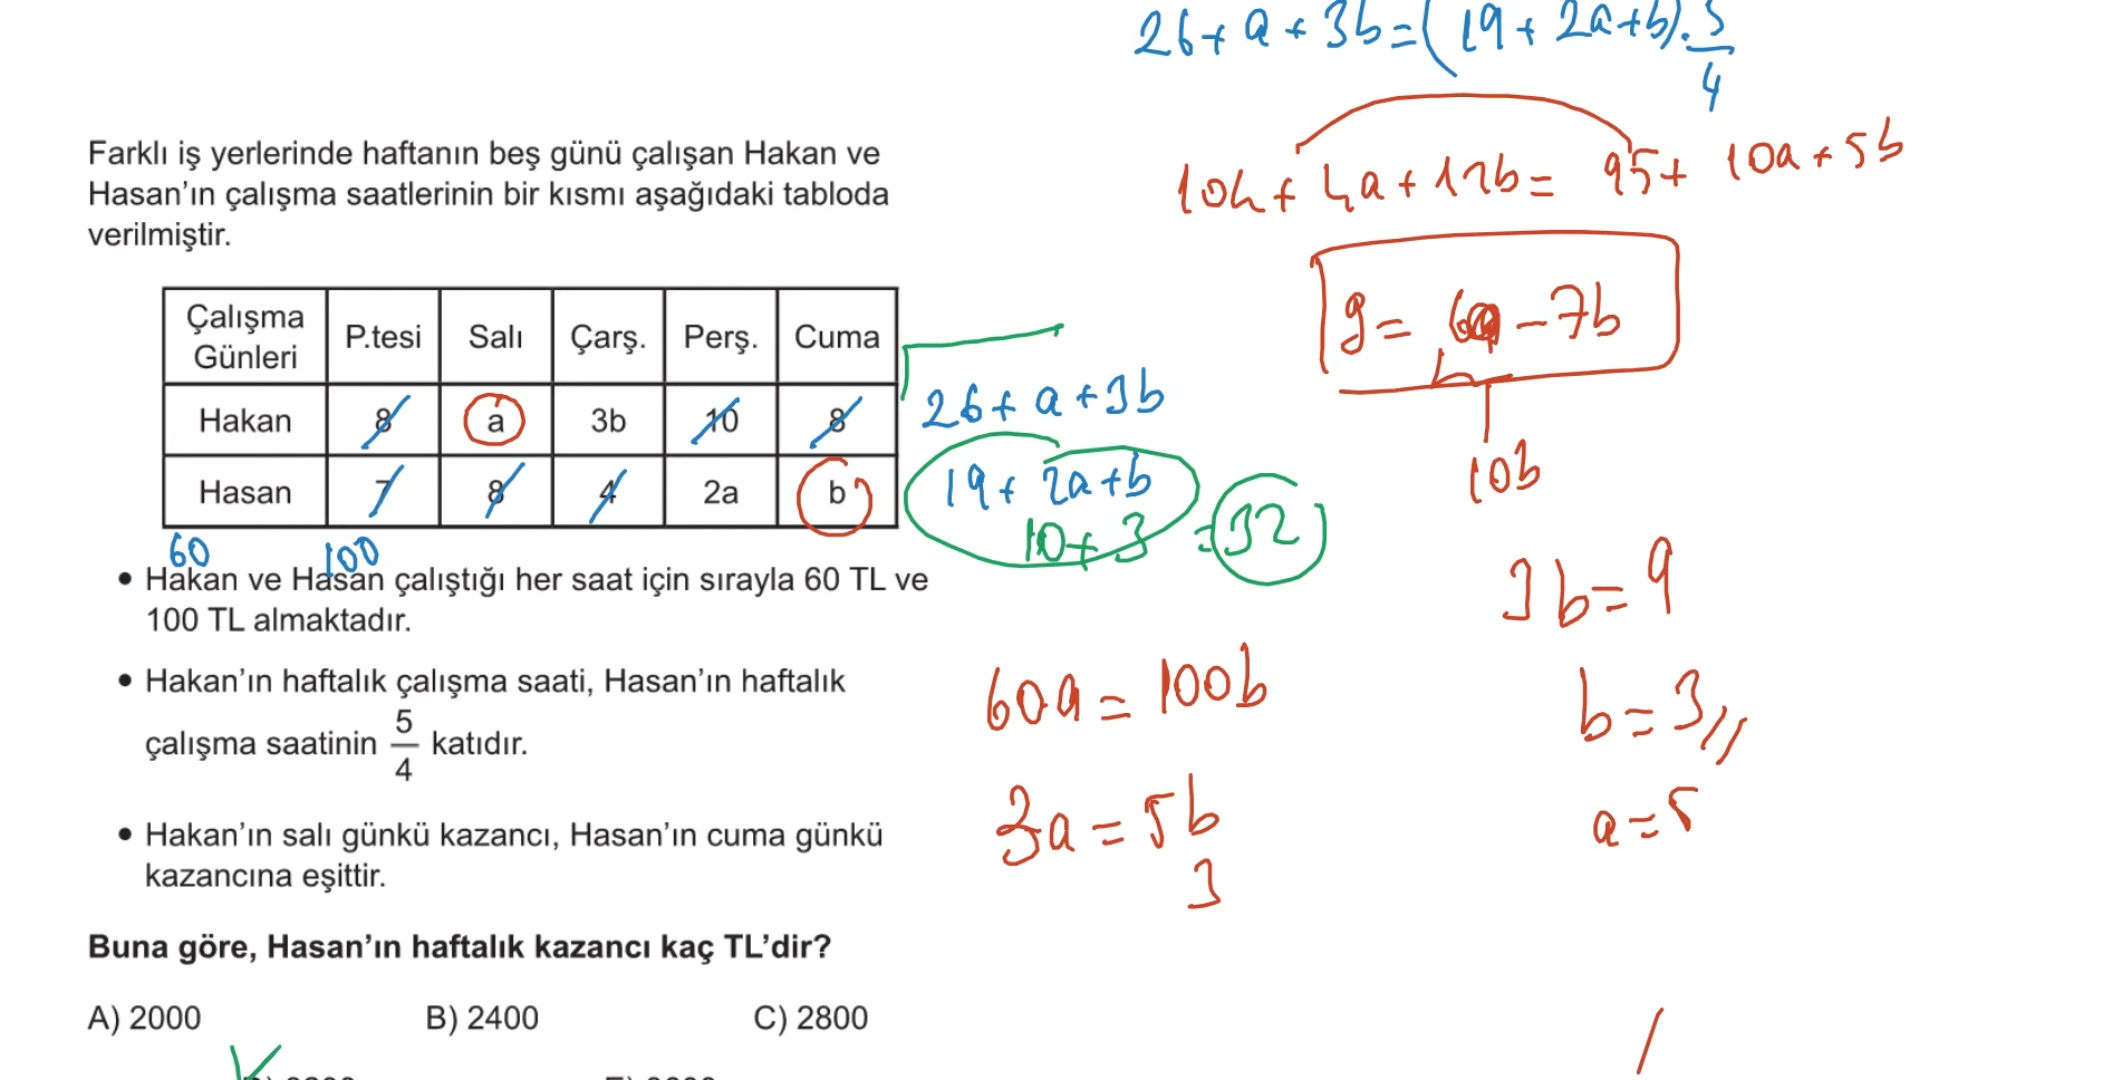 26 + a + 3b = (19 + 2a + b) . 5/4
104 + 4a + 12b = 95 + 10a + 5b
9 = 6a - 7b
10b
3b = 9
b = 3 //
a = 5
Farklı iş yerlerinde haftanın beş günü çalışan Hakan ve
Hasan'ın çalışma saatlerinin bir kısmı aşağıdaki tabloda
verilmiştir.
Çalışma Günleri P.tesi Salı Çarş. Perş. Cuma
Hakan 8 a 3b 10 8
26 + a + 3b
Hasan 7 8 4 2a b
19 + 2a + b
10 + 3 = 32
60 100
• Hakan ve Hasan çalıştığı her saat için sırayla 60 TL ve
100 TL almaktadır.
• Hakan'ın haftalık çalışma saati, Hasan'ın haftalık
çalışma saatinin 5/4 katıdır.
• Hakan'ın salı günkü kazancı, Hasan'ın cuma günkü
kazancına eşittir.
60a = 100b
3a = 5b
3
Buna göre, Hasan'ın haftalık kazancı kaç TL'dir?
A) 2000 B) 2400 C) 2800